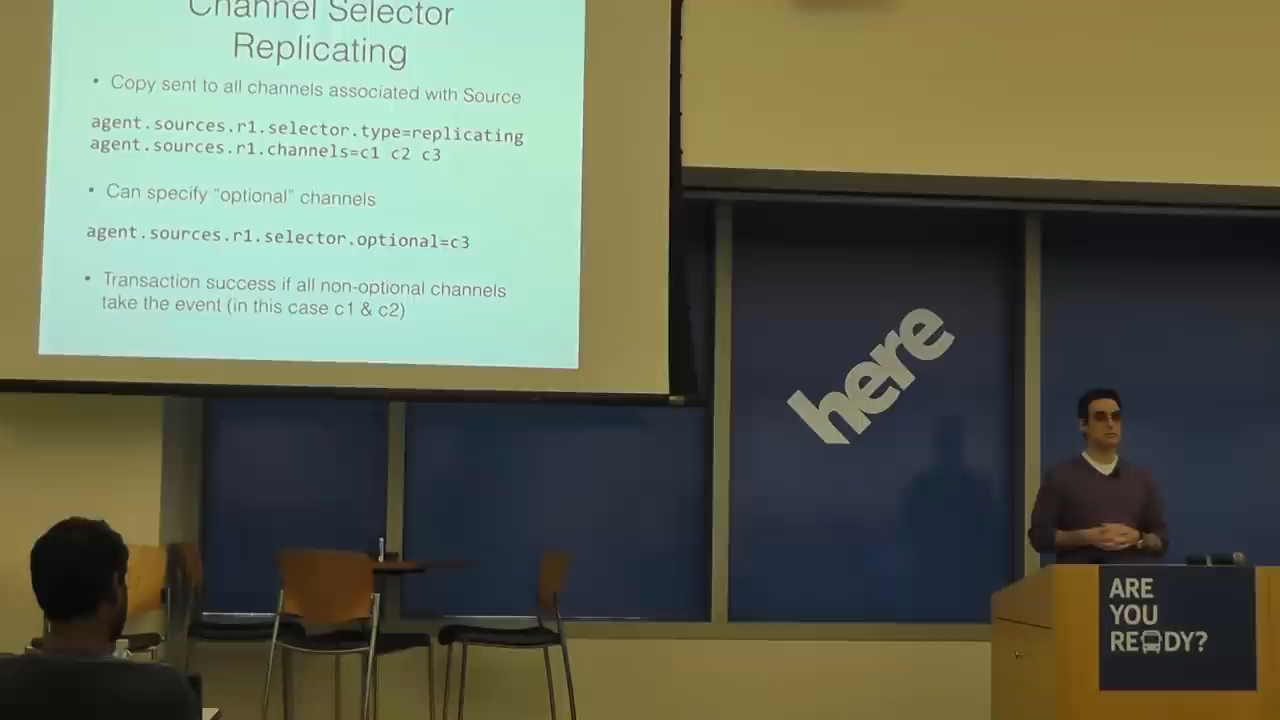 Channel Selector
Replicating
• Copy sent to all channels associated with Source
agent.sources.r1.selector.type=replicating
agent.sources.r1.channels=c1 c2 c3
• Can specify "optional" channels
agent.sources.r1.selector.optional=c3
• Transaction success if all non-optional channels
take the event (in this case c1 & c2)
here
ARE
YOU
READY?